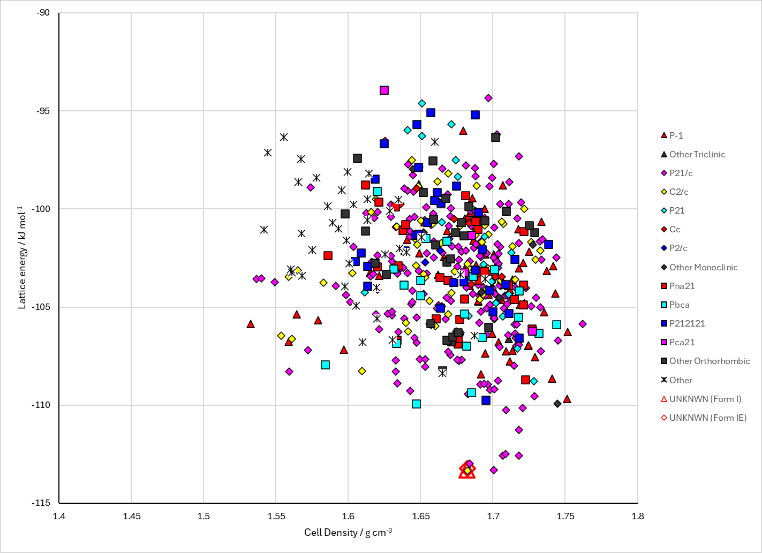 -90
-95
-100
-105
-110
-115
Lattice energy / kJ mol⁻¹
1.4 1.45 1.5 1.55 1.6 1.65 1.7 1.75 1.8
Cell Density / g cm⁻³
P-1
Other Triclinic
P21/c
C2/c
P21
Cc
P2/c
Other Monoclinic
Pna21
Pbca
P212121
Pca21
Other Orthorhombic
Other
UNKNWN (Form I)
UNKNWN (Form IE)